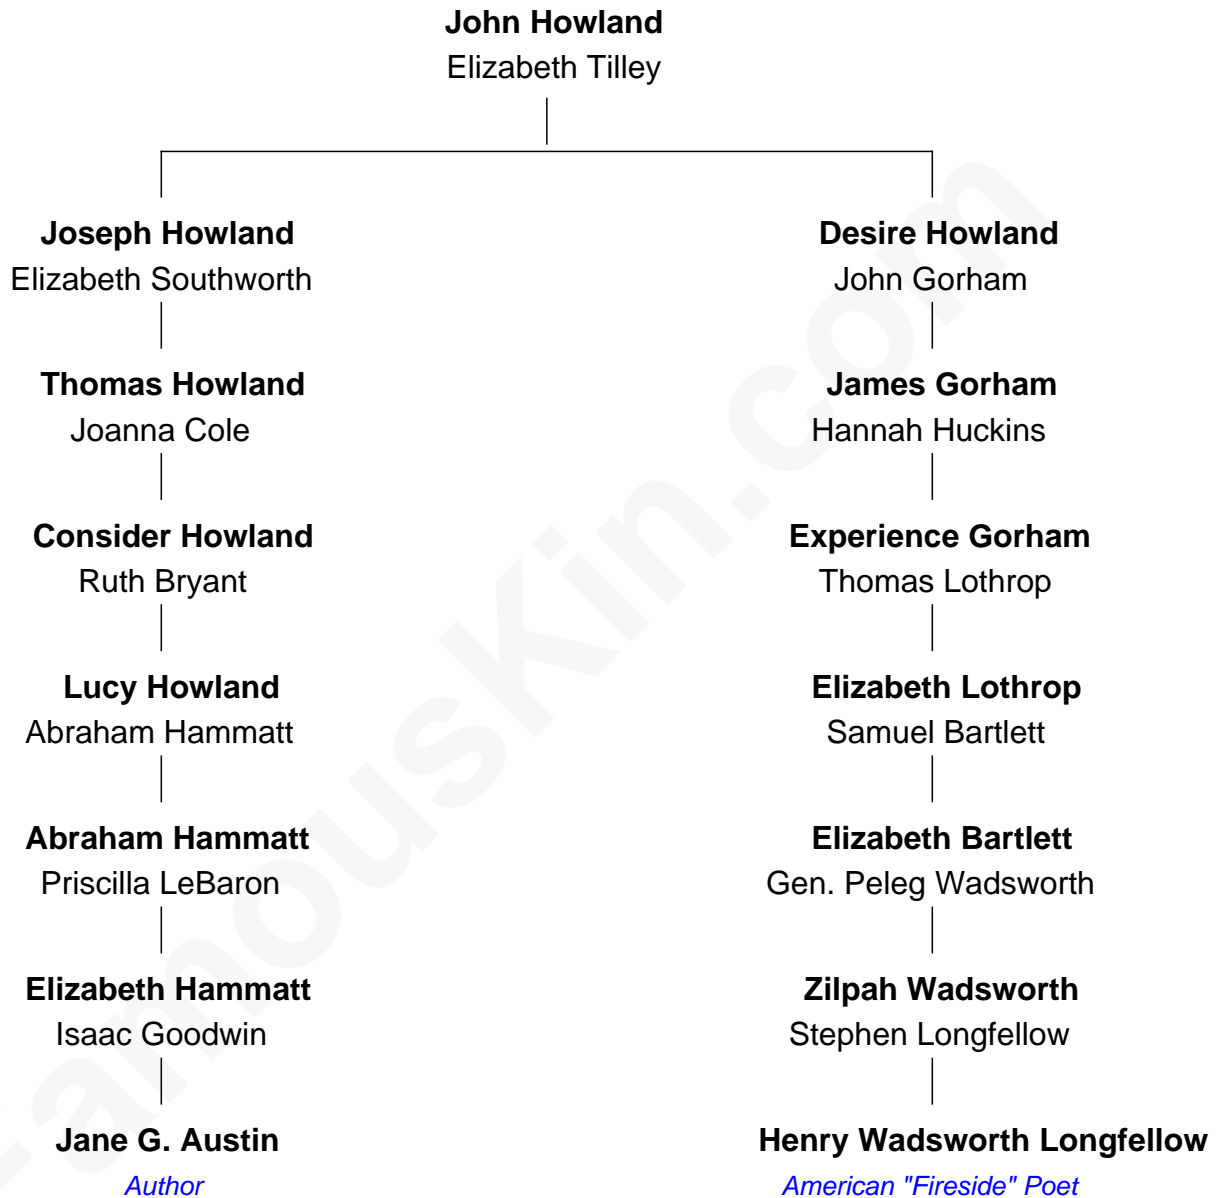 John Howland
Elizabeth Tilley
Joseph Howland
Elizabeth Southworth
Thomas Howland
Joanna Cole
Consider Howland
Ruth Bryant
Lucy Howland
Abraham Hammatt
Abraham Hammatt
Priscilla LeBaron
Elizabeth Hammatt
Isaac Goodwin
Jane G. Austin
Author
Desire Howland
John Gorham
James Gorham
Hannah Huckins
Experience Gorham
Thomas Lothrop
Elizabeth Lothrop
Samuel Bartlett
Elizabeth Bartlett
Gen. Peleg Wadsworth
Zilpah Wadsworth
Stephen Longfellow
Henry Wadsworth Longfellow
American "Fireside" Poet
FamousKin.com